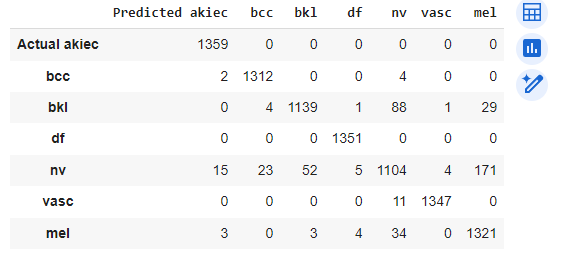 Predicted akiec bcc bkl df nv vasc mel
Actual akiec 1359 0 0 0 0 0 0
bcc 2 1312 0 0 4 0 0
bkl 0 4 1139 1 88 1 29
df 0 0 0 1351 0 0 0
nv 15 23 52 5 1104 4 171
vasc 0 0 0 0 11 1347 0
mel 3 0 3 4 34 0 1321